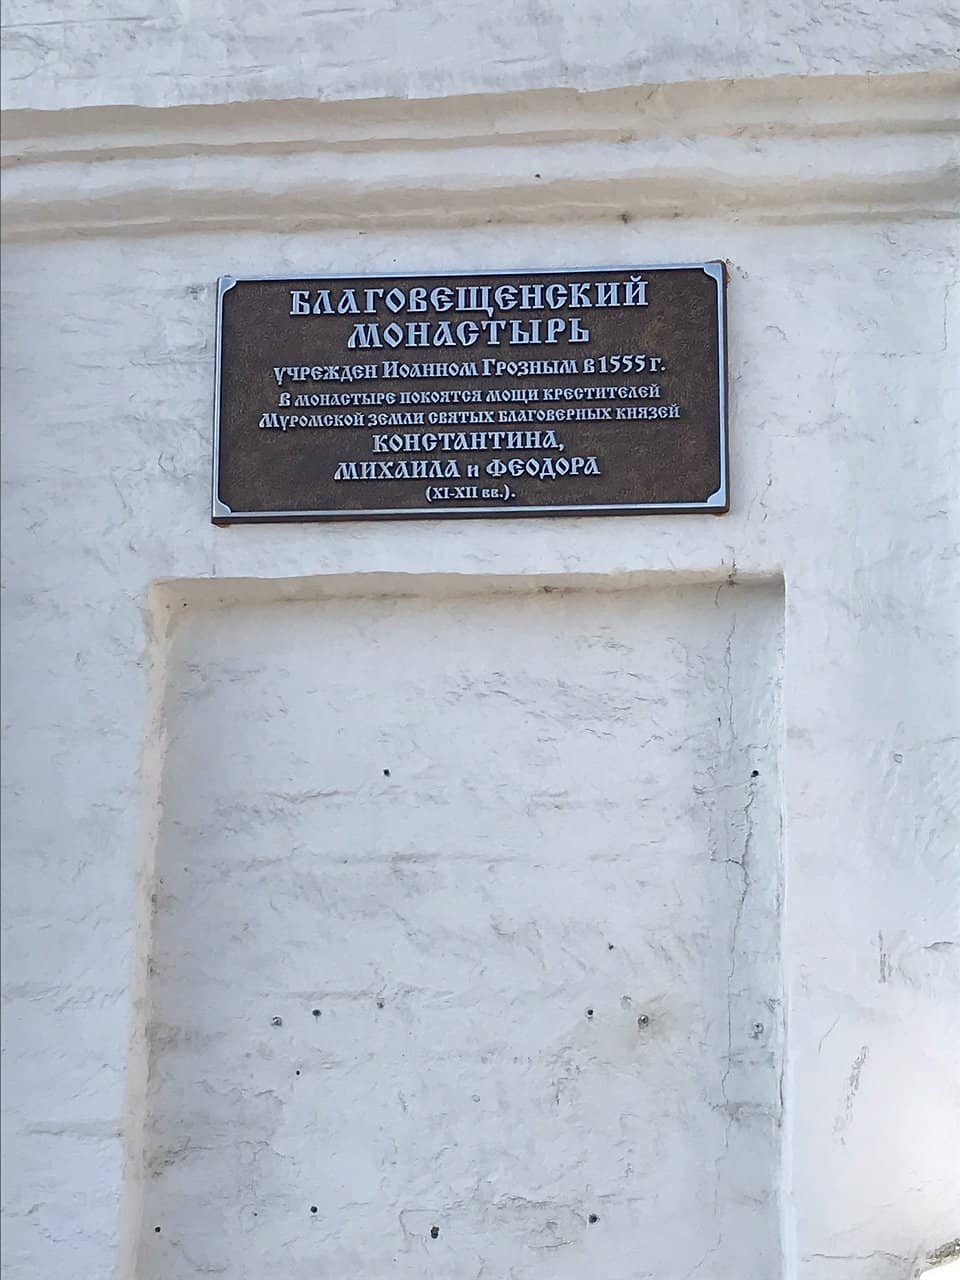 БЛАГОВЕЩЕНСКИЙ
МОНАСТЫРЬ
УЧРЕЖДЕН ИОАННОМ ГРОЗНЫМ В 1555 Г.
В МОНАСТЫРЕ ПОКОЯТСЯ МОЩИ КРЕСТИТЕЛЕЙ
МУРОМСКОЙ ЗЕМЛИ СВЯТЫХ БЛАГОВЕРНЫХ КНЯЗЕЙ
КОНСТАНТИНА,
МИХАИЛА И ФЕОДОРА
(XI-XII вв.).